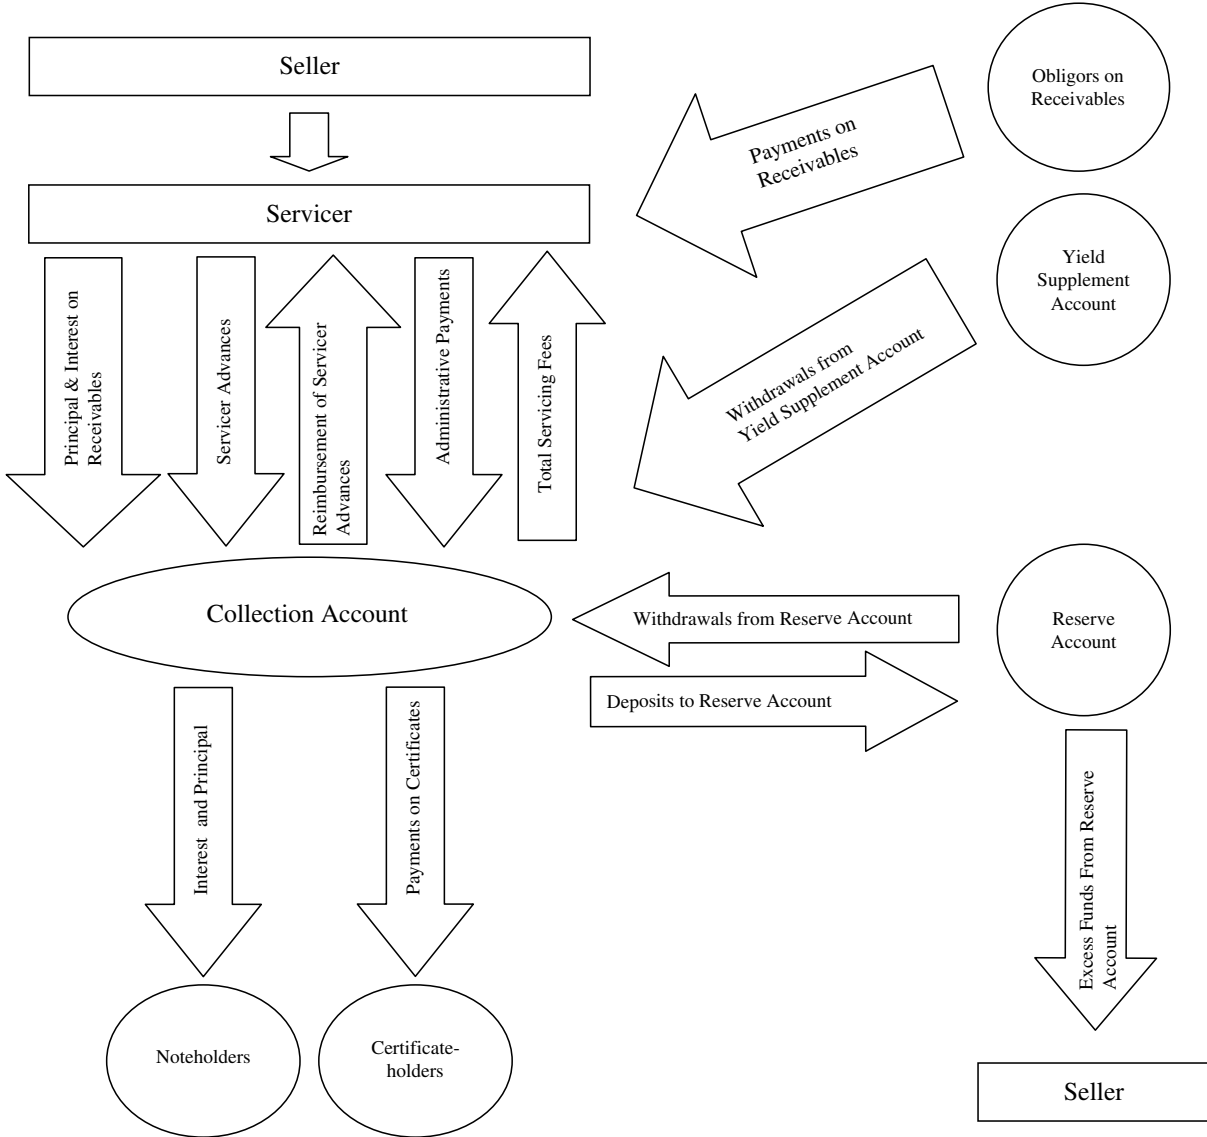 Seller
Obligors on
Receivables
Payments on
Receivables
Servicer
Yield
Supplement
Account
Principal & Interest on
Receivables
Servicer Advances
Reimbursement of Servicer
Advances
Administrative Payments
Total Servicing Fees
Withdrawals from
Yield Supplement Account
Collection Account
Withdrawals from Reserve Account
Reserve
Account
Deposits to Reserve Account
Interest and Principal
Payments on Certificates
Excess Funds From Reserve
Account
Noteholders
Certificate-
holders
Seller